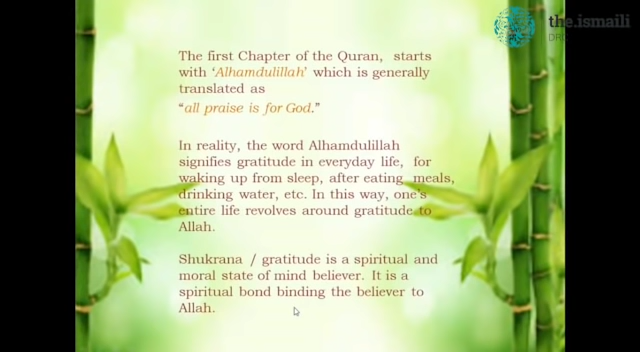 the.ismaili
The first Chapter of the Quran, starts
with ‘Alhamdulillah’ which is generally
translated as
“all praise is for God.”
In reality, the word Alhamdulillah
signifies gratitude in everyday life, for
waking up from sleep, after eating meals,
drinking water, etc. In this way, one’s
entire life revolves around gratitude to
Allah.
Shukrana / gratitude is a spiritual and
moral state of mind believer. It is a
spiritual bond binding the believer to
Allah.